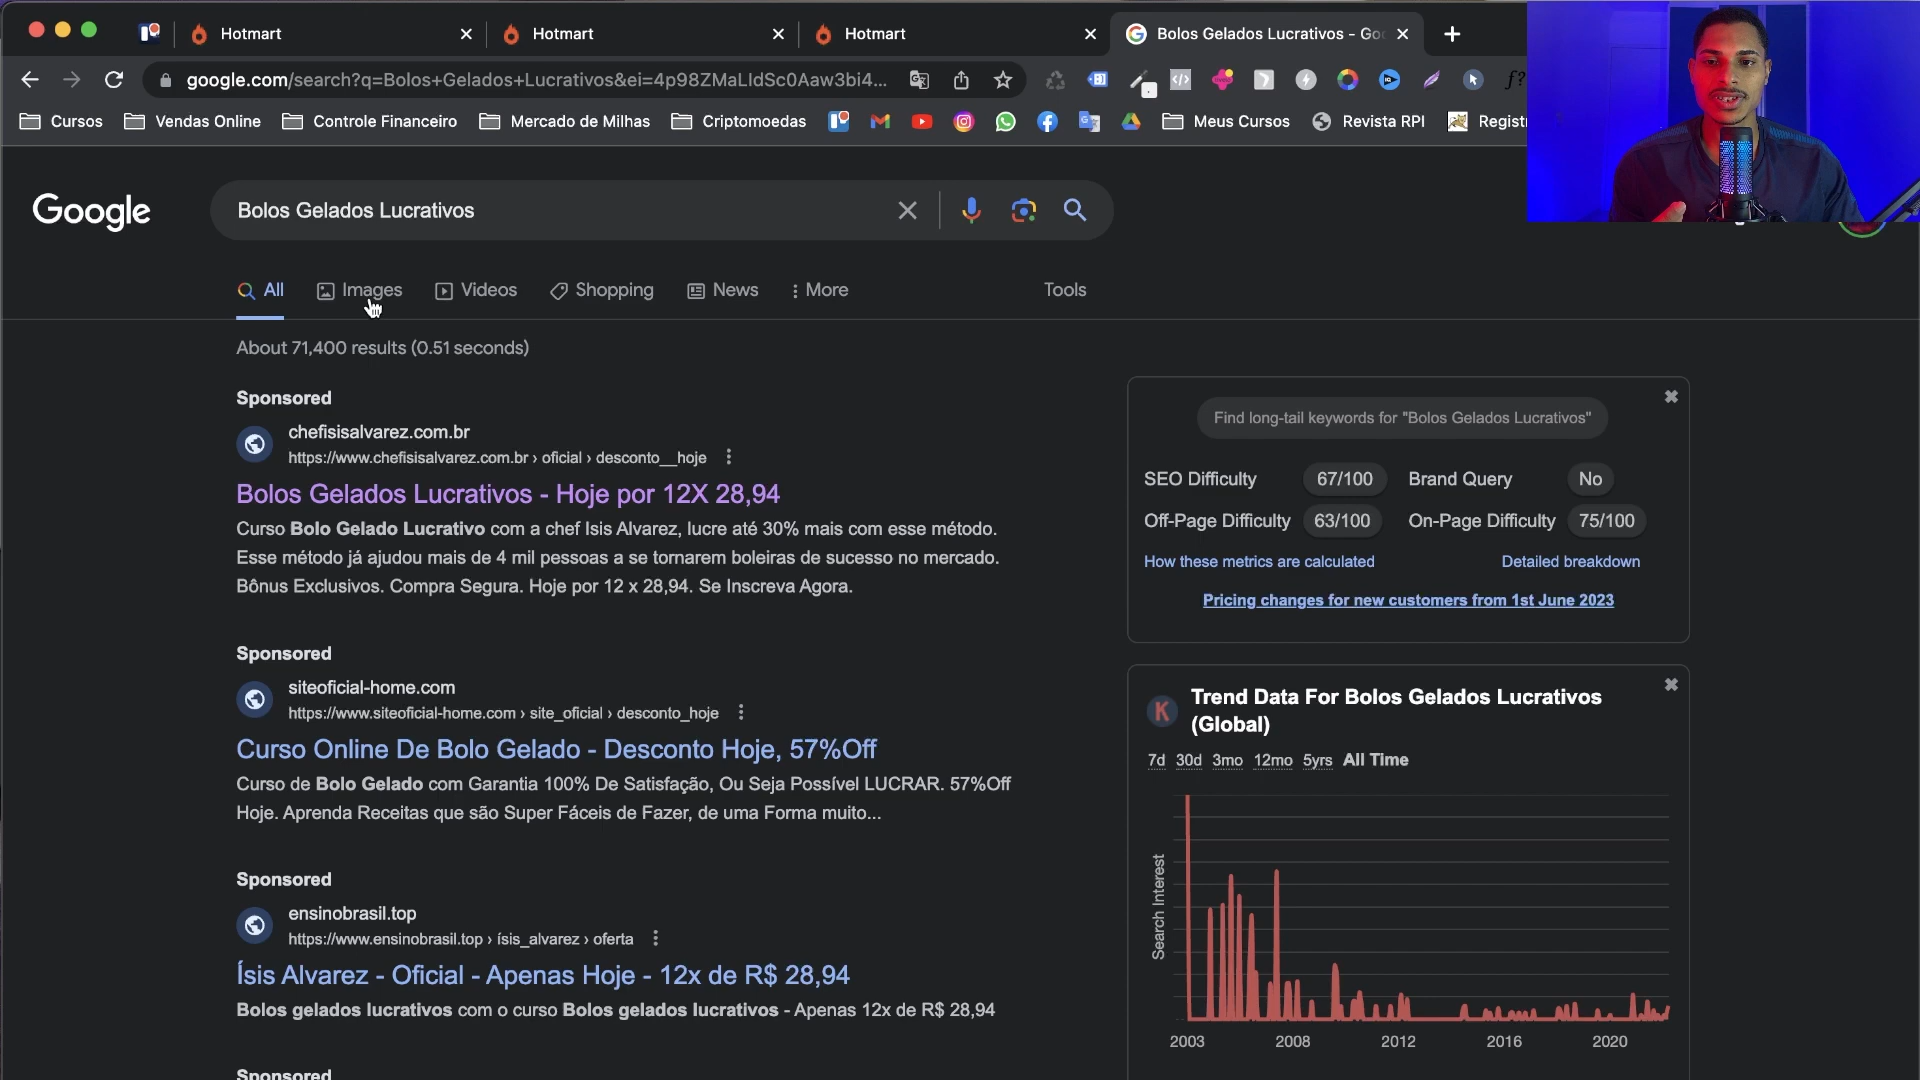 Hotmart
Hotmart
Hotmart
Bolos Gelados Lucrativos - Goo
google.com/search?q=Bolos+Gelados+Lucrativos&ei=4p98ZMaLIdSc0Aaw3bi4...
Cursos
Vendas Online
Controle Financeiro
Mercado de Milhas
Criptomoedas
Meus Cursos
Revista RPI
Registr
Google
Bolos Gelados Lucrativos
All
Images
Videos
Shopping
News
More
Tools
About 71,400 results (0.51 seconds)
Sponsored
chefisisalvarez.com.br
https://www.chefisisalvarez.com.br › oficial › desconto__hoje
Bolos Gelados Lucrativos - Hoje por 12X 28,94
Curso Bolo Gelado Lucrativo com a chef Isis Alvarez, lucre até 30% mais com esse método.
Esse método já ajudou mais de 4 mil pessoas a se tornarem boleiras de sucesso no mercado.
Bônus Exclusivos. Compra Segura. Hoje por 12 x 28,94. Se Inscreva Agora.
Sponsored
siteoficial-home.com
https://www.siteoficial-home.com › site_oficial › desconto_hoje
Curso Online De Bolo Gelado - Desconto Hoje, 57%Off
Curso de Bolo Gelado com Garantia 100% De Satisfação, Ou Seja Possível LUCRAR. 57%Off
Hoje. Aprenda Receitas que são Super Fáceis de Fazer, de uma Forma muito...
Sponsored
ensinobrasil.top
https://www.ensinobrasil.top › ísis_alvarez › oferta
Ísis Alvarez - Oficial - Apenas Hoje - 12x de R$ 28,94
Bolos gelados lucrativos com o curso Bolos gelados lucrativos - Apenas 12x de R$ 28,94
Sponsored
Find long-tail keywords for "Bolos Gelados Lucrativos"
SEO Difficulty 67/100 Brand Query No
Off-Page Difficulty 63/100 On-Page Difficulty 75/100
How these metrics are calculated Detailed breakdown
Pricing changes for new customers from 1st June 2023
K
Trend Data For Bolos Gelados Lucrativos
(Global)
7d 30d 3mo 12mo 5yrs All Time
Search Interest
2003 2008 2012 2016 2020